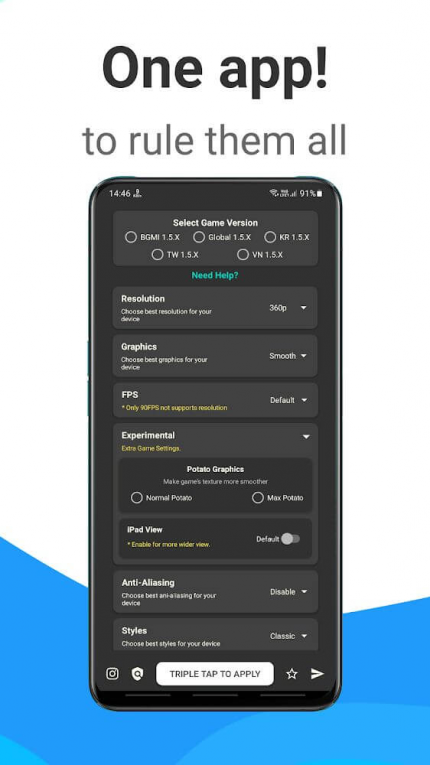 One app!
to rule them all
14:46
91%
Select Game Version
BGMI 1.5.X
Global 1.5.X
KR 1.5.X
TW 1.5.X
VN 1.5.X
Need Help?
Resolution
Choose best resolution for your
device
360p
Graphics
Choose best graphics for your
device
Smooth
FPS
* Only 90FPS not supports resolution
Default
Experimental
Extra Game Settings.
Potato Graphics
Make game's texture more smoother
Normal Potato
Max Potato
iPad View
* Enable for more wider view.
Default
Anti-Aliasing
Choose best ani-aliasing for your
device
Disable
Styles
Choose best styles for your device
Classic
TRIPLE TAP TO APPLY